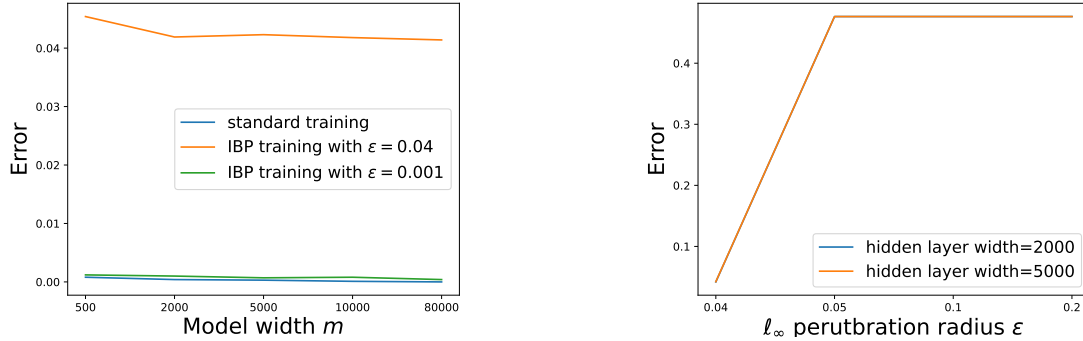 0.04
0.03
0.02
0.01
0.00
Error
500 2000 5000 10000 80000
Model width m
standard training
IBP training with ε = 0.04
IBP training with ε = 0.001
0.4
0.3
0.2
0.1
Error
0.04 0.05 0.1 0.2
ℓ∞ perutbration radius ε
hidden layer width=2000
hidden layer width=5000